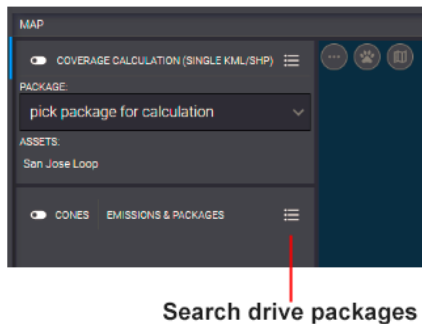 MAP
COVERAGE CALCULATION (SINGLE KML/SHP)
PACKAGE:
pick package for calculation
ASSETS:
San Jose Loop
CONES EMISSIONS & PACKAGES
Search drive packages